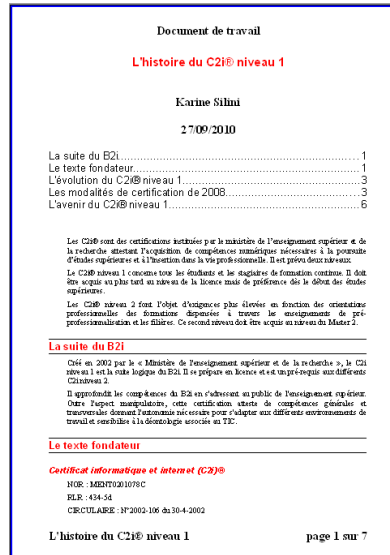 Document de travail
L'histoire du C2i® niveau 1
Karine Silini
27/09/2010
La suite du B2i.......................................................................1
Le texte fondateur...................................................................1
L'évolution du C2i® niveau 1....................................................3
Les modalités de certification de 2008.......................................3
L'avenir du C2i® niveau 1........................................................6
Les C2i® sont des certifications instituées par le ministère de l'enseignement supérieur et de
la recherche attestant l'acquisition de compétences numériques nécessaires à la poursuite
d'études supérieures et à l'insertion dans la vie professionnelle. Il est prévu deux niveaux.
Le C2i® niveau 1 concerne tous les étudiants et les stagiaires de formation continue. Il doit
être acquis au plus tard au niveau de la licence mais de préférence dès le début des études
supérieures.
Les C2i® niveau 2 font l'objet d'exigences plus élevées en fonction des orientations
professionnelles des formations dispensées à travers les enseignements de pré-
professionnalisation et les filières. Ce second niveau doit être acquis au niveau du Master 2.
La suite du B2i
Créé en 2002 par le « Ministère de l'enseignement supérieur et de la recherche », le C2i
niveau 1 est la suite logique du B2i. Il se prépare en licence et est un pré-requis aux différents
C2i niveau 2.
Il approfondit les compétences du B2i en s'adressant au public de l'enseignement supérieur.
Outre l'aspect manipulatoire, cette certification atteste de compétences générales et
transversales donnant l'autonomie nécessaire pour s'adapter aux différents environnements de
travail et sensibilise à la déontologie associée au TIC.
Le texte fondateur
Certificat informatique et internet (C2i)®
NOR : MENT0201078C
RLR : 434-5d
CIRCULAIRE : N°2002-106 du 30-4-2002
L'histoire du C2i® niveau 1 page 1 sur 7